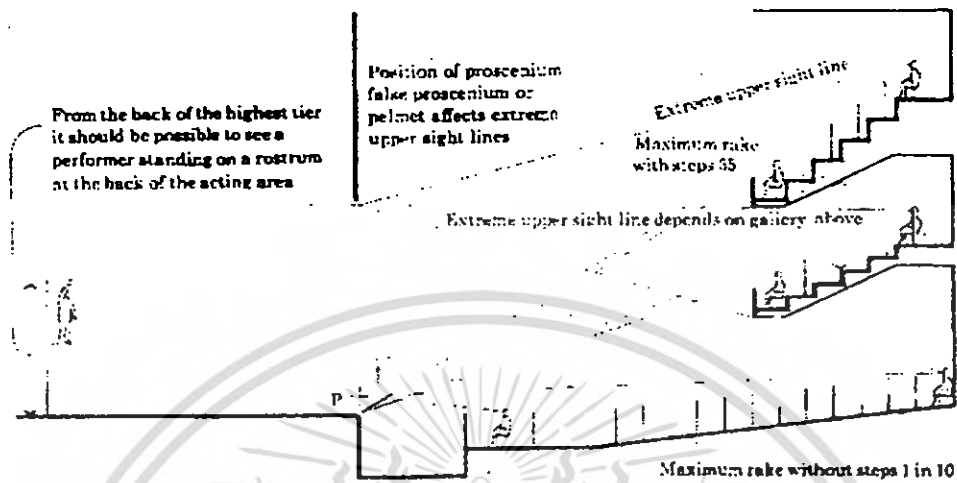 From the back of the highest tier
it should be possible to see a
performer standing on a rostrum
at the back of the acting area
Position of proscenium
false proscenium or
pelmet affects extreme
upper sight lines
Extreme upper sight line
Maximum rake
with steps 35
Extreme upper sight line depends on gallery above
P
Maximum rake without steps 1 in 10